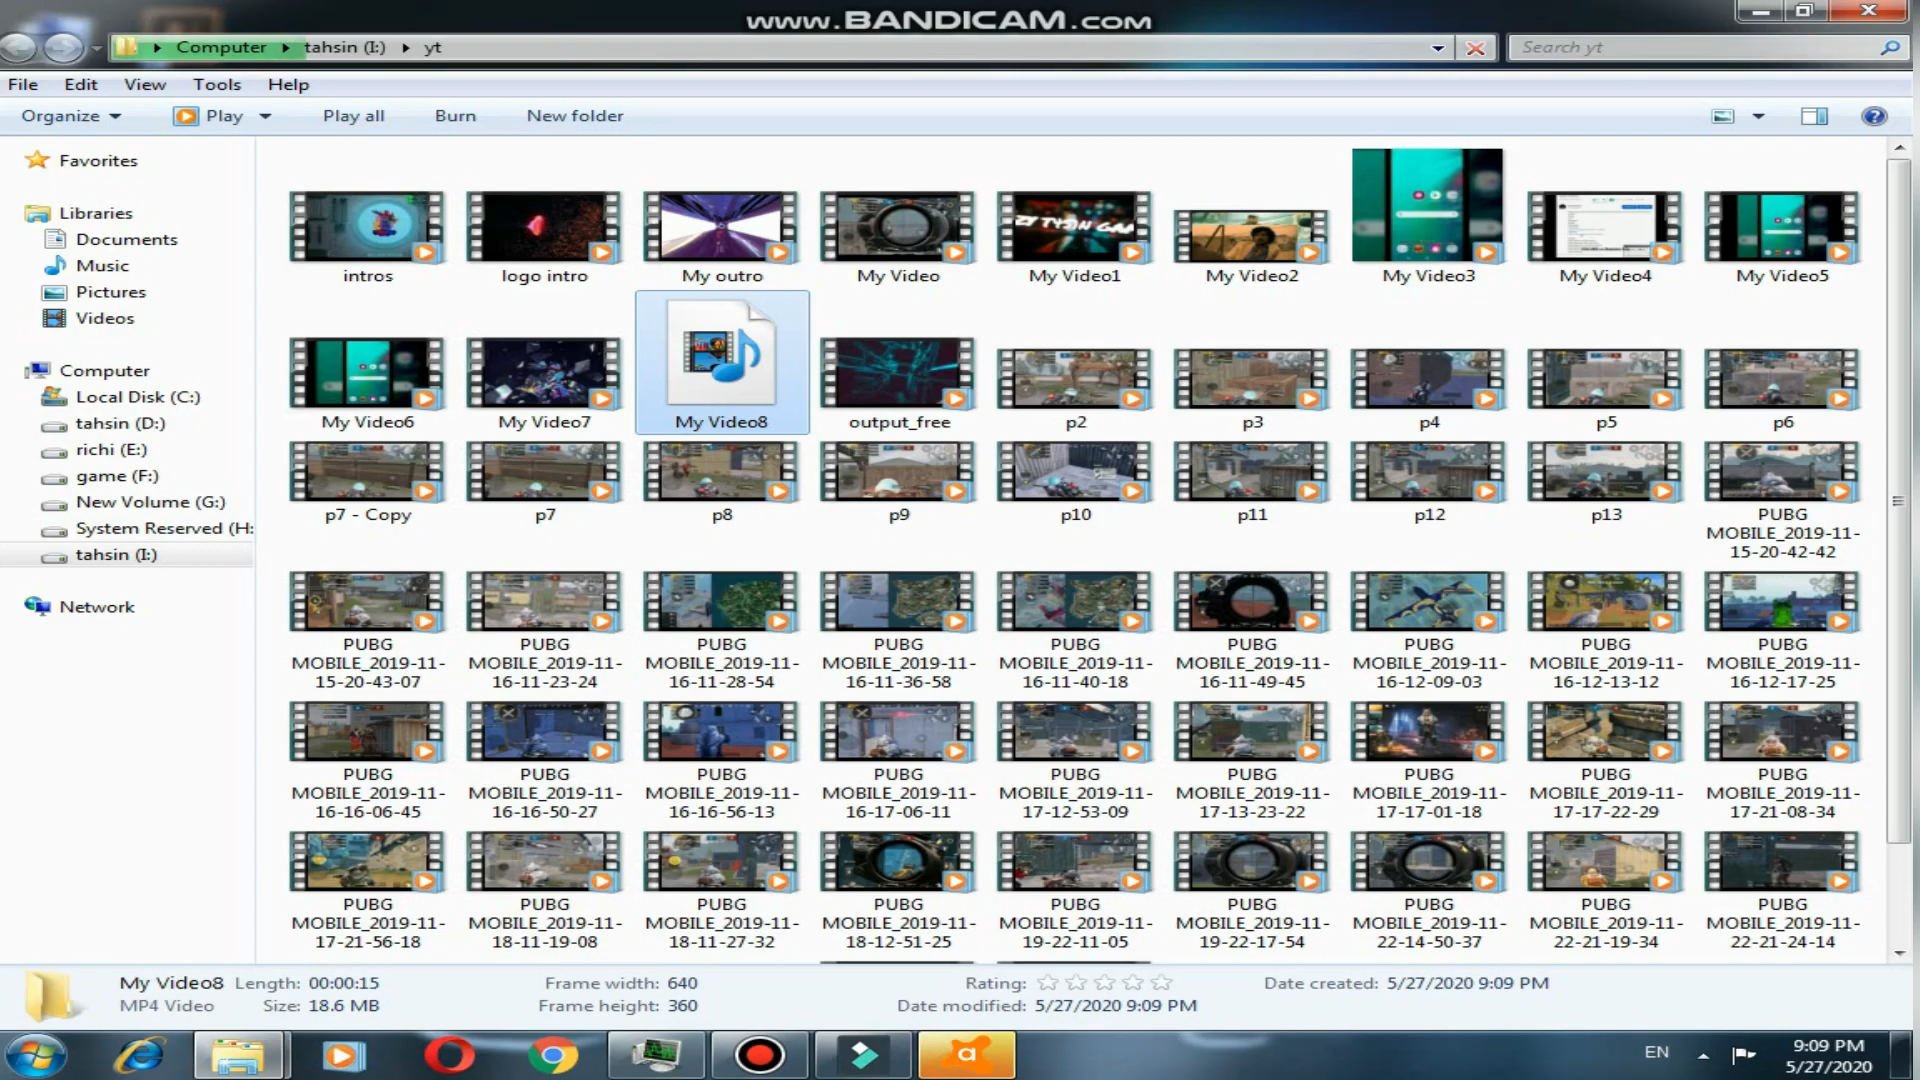 www.BANDICAM.com
Computer tahsin (I:) yt
Search yt
File Edit View Tools Help
Organize Play Play all Burn New folder
Favorites
Libraries
Documents
Music
Pictures
Videos
Computer
Local Disk (C:)
tahsin (D:)
richi (E:)
game (F:)
New Volume (G:)
System Reserved (H:
tahsin (I:)
Network
intros logo intro My outro My Video My Video1 My Video2 My Video3 My Video4 My Video5
My Video6 My Video7 My Video8 output_free p2 p3 p4 p5 p6
p7 - Copy p7 p8 p9 p10 p11 p12 p13 PUBG
MOBILE_2019-11-
15-20-42-42
PUBG PUBG PUBG PUBG PUBG PUBG PUBG PUBG PUBG
MOBILE_2019-11- MOBILE_2019-11- MOBILE_2019-11- MOBILE_2019-11- MOBILE_2019-11- MOBILE_2019-11- MOBILE_2019-11- MOBILE_2019-11- MOBILE_2019-11-
15-20-43-07 16-11-23-24 16-11-28-54 16-11-36-58 16-11-40-18 16-11-49-45 16-12-09-03 16-12-13-12 16-12-17-25
PUBG PUBG PUBG PUBG PUBG PUBG PUBG PUBG PUBG
MOBILE_2019-11- MOBILE_2019-11- MOBILE_2019-11- MOBILE_2019-11- MOBILE_2019-11- MOBILE_2019-11- MOBILE_2019-11- MOBILE_2019-11- MOBILE_2019-11-
16-16-06-45 16-16-50-27 16-16-56-13 16-17-06-11 17-12-53-09 17-13-23-22 17-17-01-18 17-17-22-29 17-21-08-34
PUBG PUBG PUBG PUBG PUBG PUBG PUBG PUBG PUBG
MOBILE_2019-11- MOBILE_2019-11- MOBILE_2019-11- MOBILE_2019-11- MOBILE_2019-11- MOBILE_2019-11- MOBILE_2019-11- MOBILE_2019-11- MOBILE_2019-11-
17-21-56-18 18-11-19-08 18-11-27-32 18-12-51-25 19-22-11-05 19-22-17-54 22-14-50-37 22-21-19-34 22-21-24-14
My Video8 Length: 00:00:15 Frame width: 640 Rating: Date created: 5/27/2020 9:09 PM
MP4 Video Size: 18.6 MB Frame height: 360 Date modified: 5/27/2020 9:09 PM
EN
9:09 PM
5/27/2020